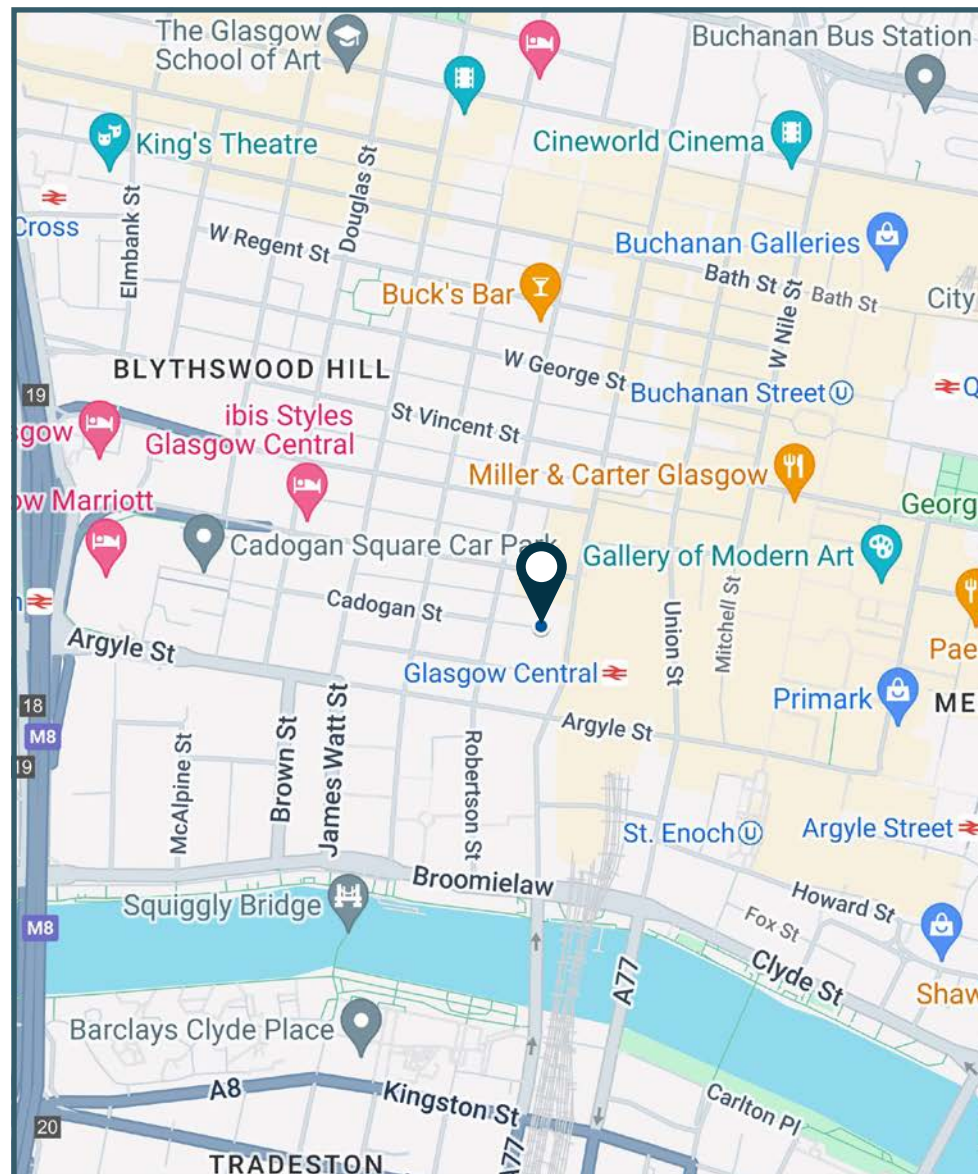 The Glasgow
School of Art
Buchanan Bus Station
King's Theatre
Cineworld Cinema
Cross
Elmbank St
Douglas St
W Regent St
Buchanan Galleries
Bath St
Bath St
W Nile St
City
Buck's Bar
W George St
BLYTHSWOOD HILL
19
Buchanan Street U
Q
St Vincent St
sgow
ibis Styles
Glasgow Central
Miller & Carter Glasgow
ow Marriott
Georg
Cadogan Square Car Park
Gallery of Modern Art
n
Cadogan St
Union St
Mitchell St
Argyle St
Pae
Glasgow Central
Primark
ME
18
M8
19
McAlpine St
Brown St
James Watt St
Robertson St
Argyle St
St. Enoch U
Argyle Street
Broomielaw
Howard St
Squiggly Bridge
Fox St
M8
Clyde St
A77
Shaw
Barclays Clyde Place
A8
Kingston St
Carlton Pl
20
A77
TRADESTON